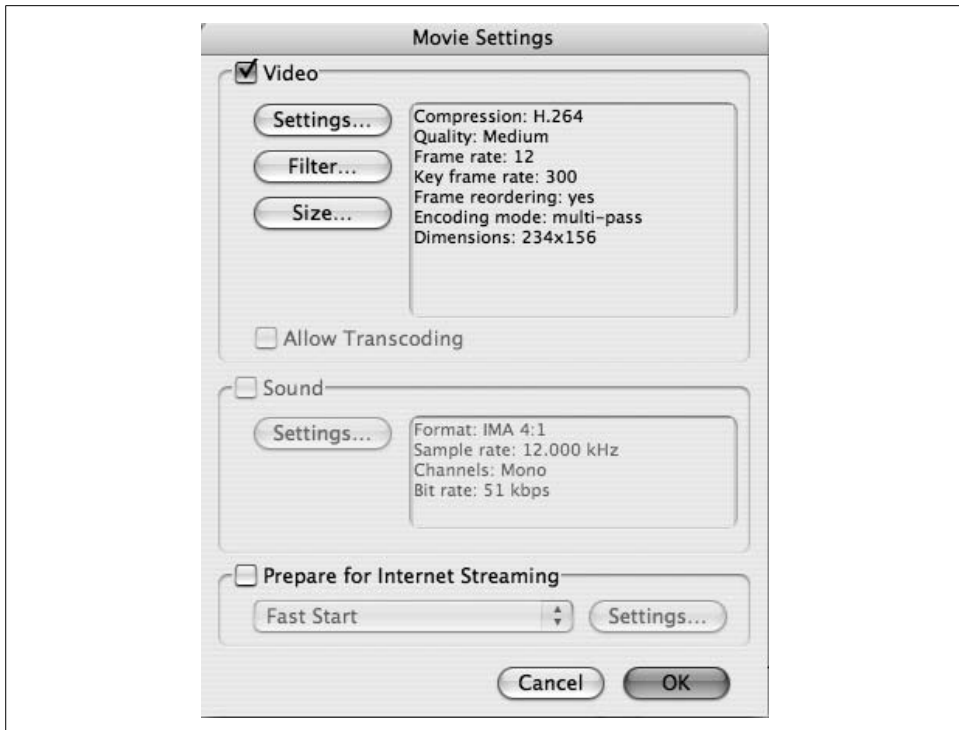 Movie Settings
Video
Settings...
Filter...
Size...
Compression: H.264
Quality: Medium
Frame rate: 12
Key frame rate: 300
Frame reordering: yes
Encoding mode: multi-pass
Dimensions: 234x156
Allow Transcoding
Sound
Settings...
Format: IMA 4:1
Sample rate: 12.000 kHz
Channels: Mono
Bit rate: 51 kbps
Prepare for Internet Streaming
Fast Start
Settings...
Cancel
OK